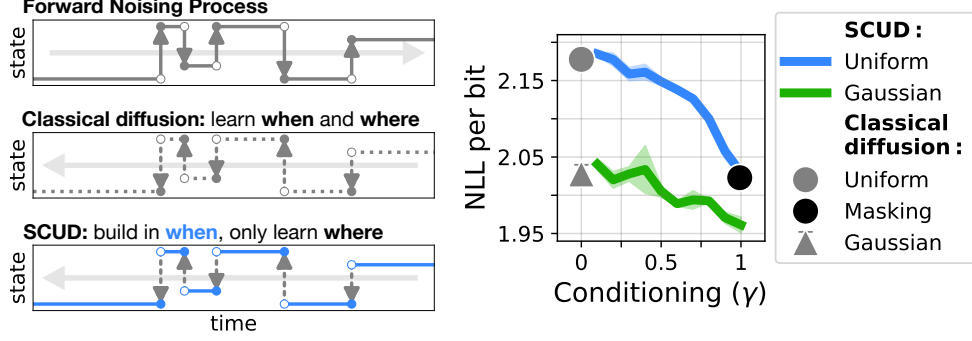 Forward Noising Process
state
Classical diffusion: learn when and where
state
SCUD: build in when, only learn where
state
time
NLL per bit
2.15
2.05
1.95
0
0.5
1
Conditioning (γ)
SCUD:
Uniform
Gaussian
Classical
diffusion:
Uniform
Masking
Gaussian